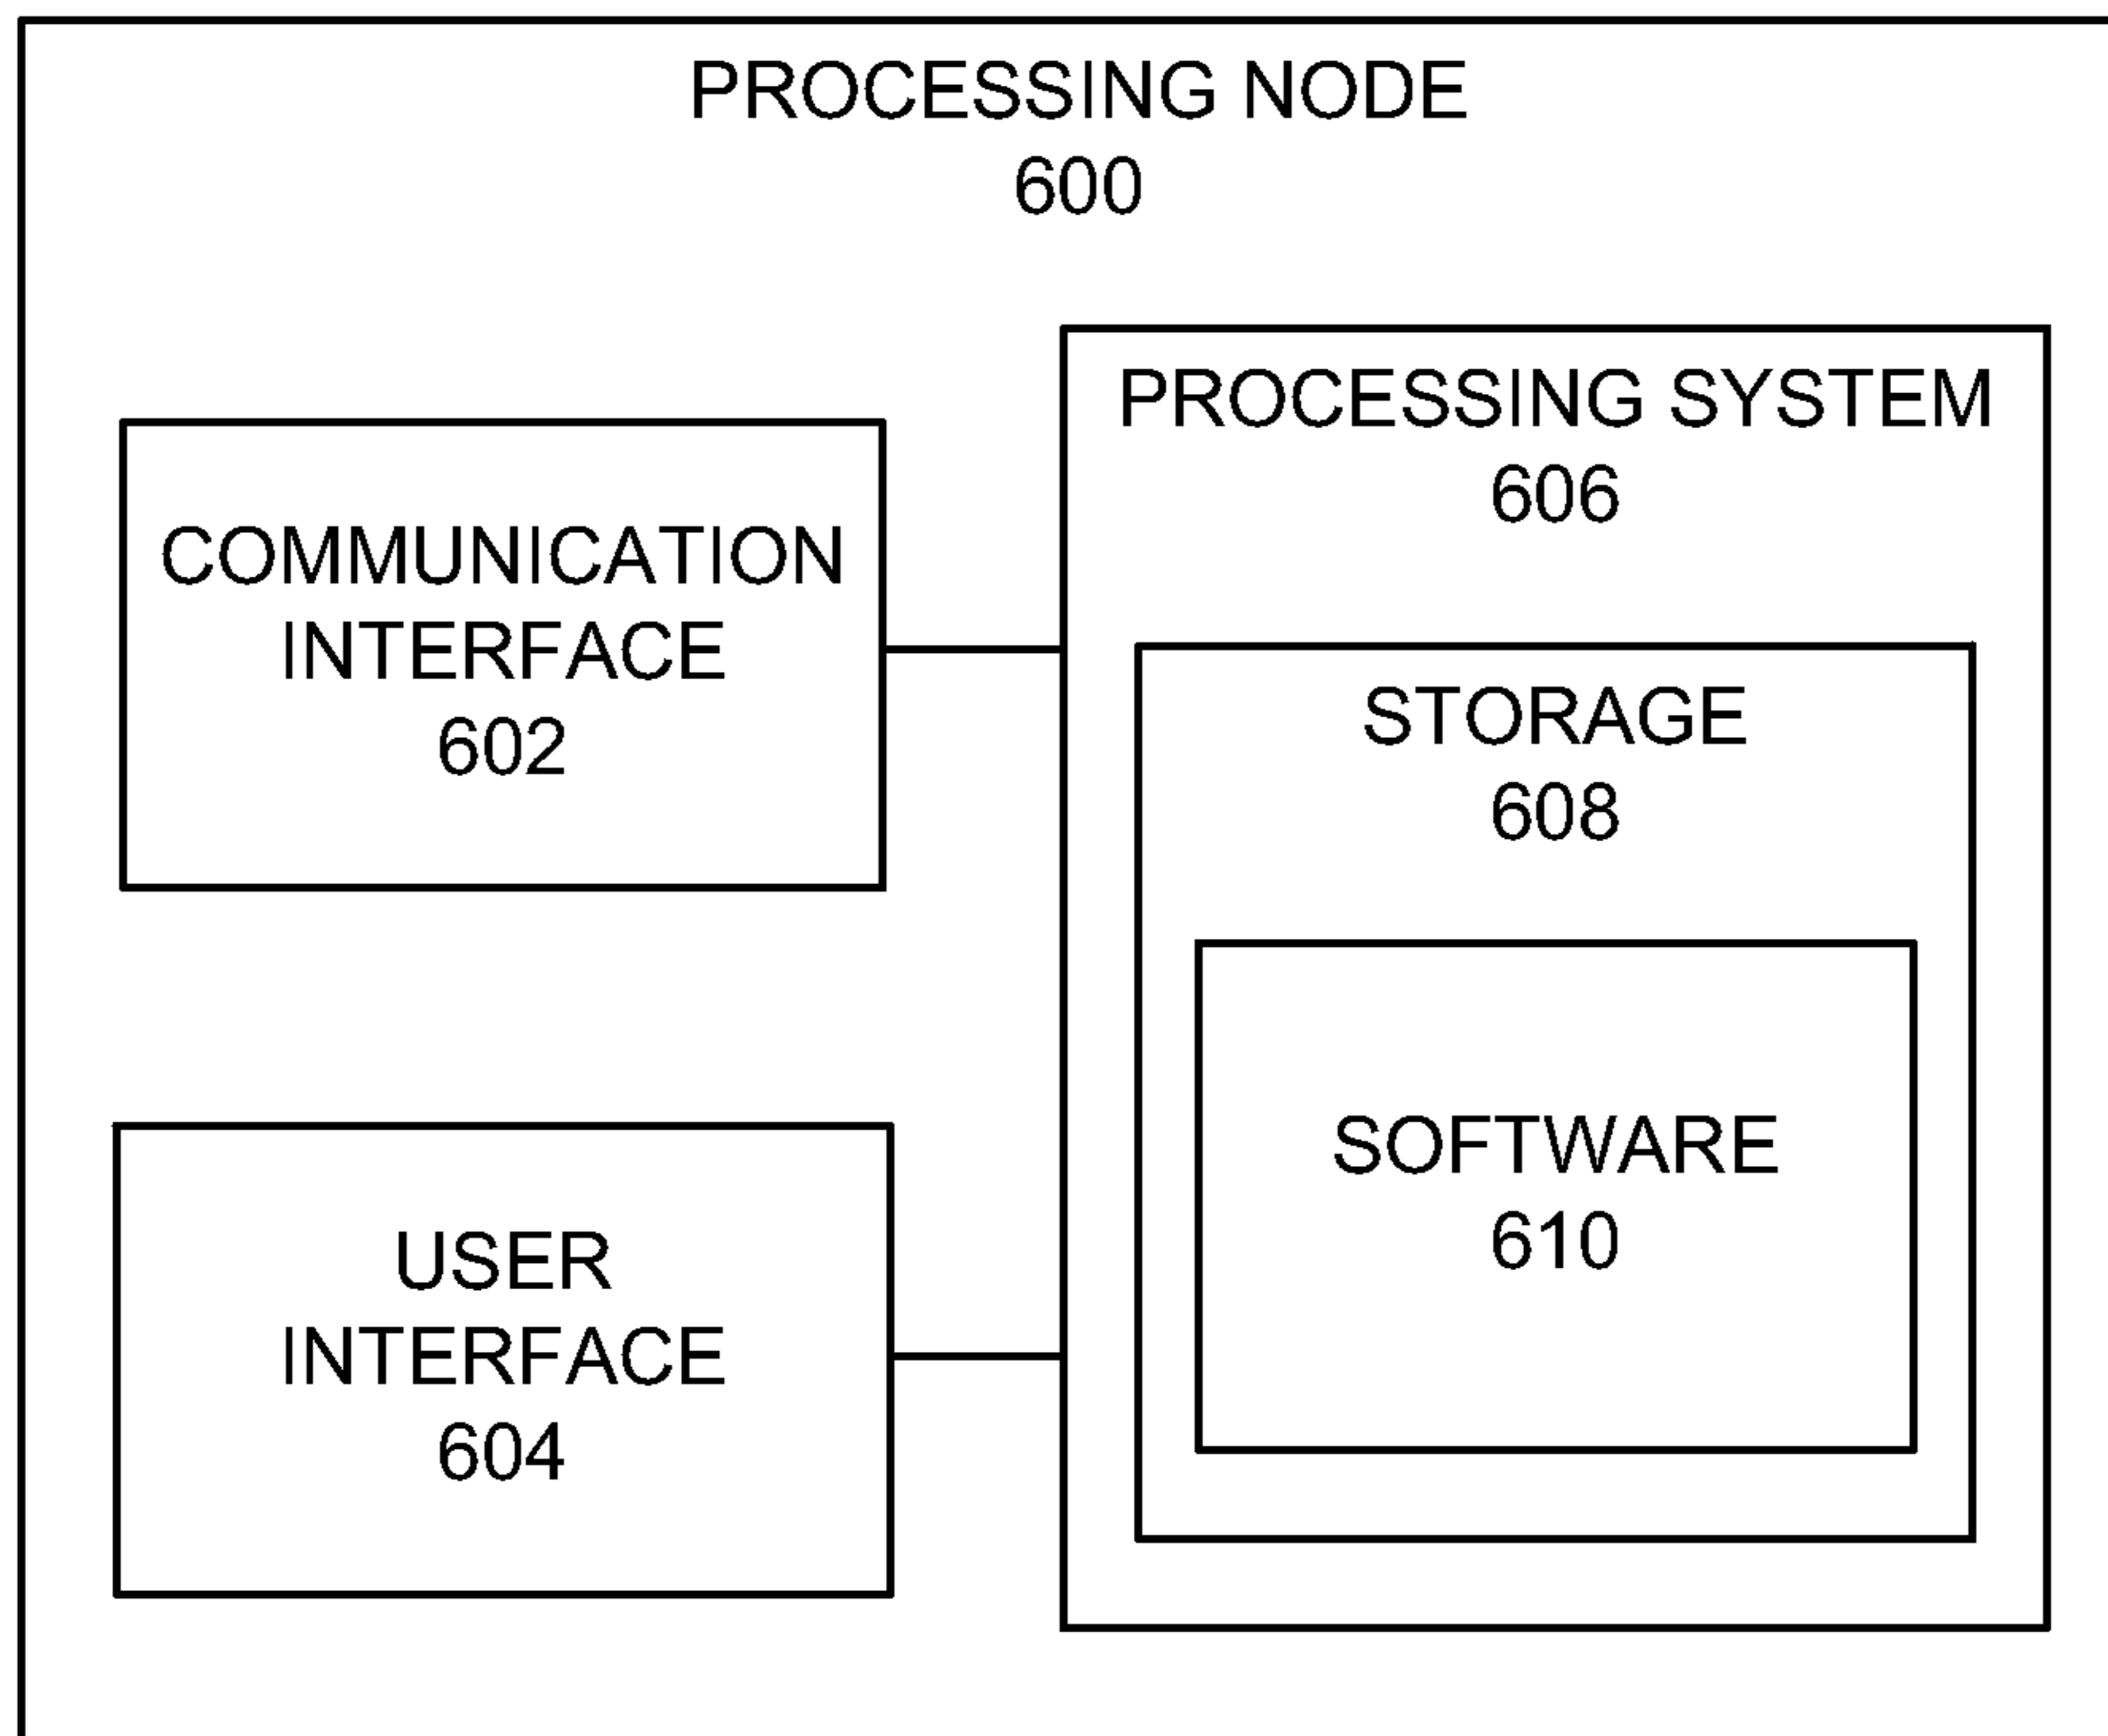 PROCESSING NODE
600
PROCESSING SYSTEM
606
COMMUNICATION
INTERFACE
602
STORAGE
608
SOFTWARE
610
USER
INTERFACE
604